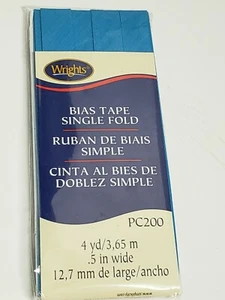 Wrights®
BIAS TAPE
SINGLE FOLD
RUBAN DE BIAIS
SIMPLE
CINTA AL BIES DE
DOBLEZ SIMPLE
PC200
4 yd/3,65 m
.5 in wide
12,7 mm de large/ancho